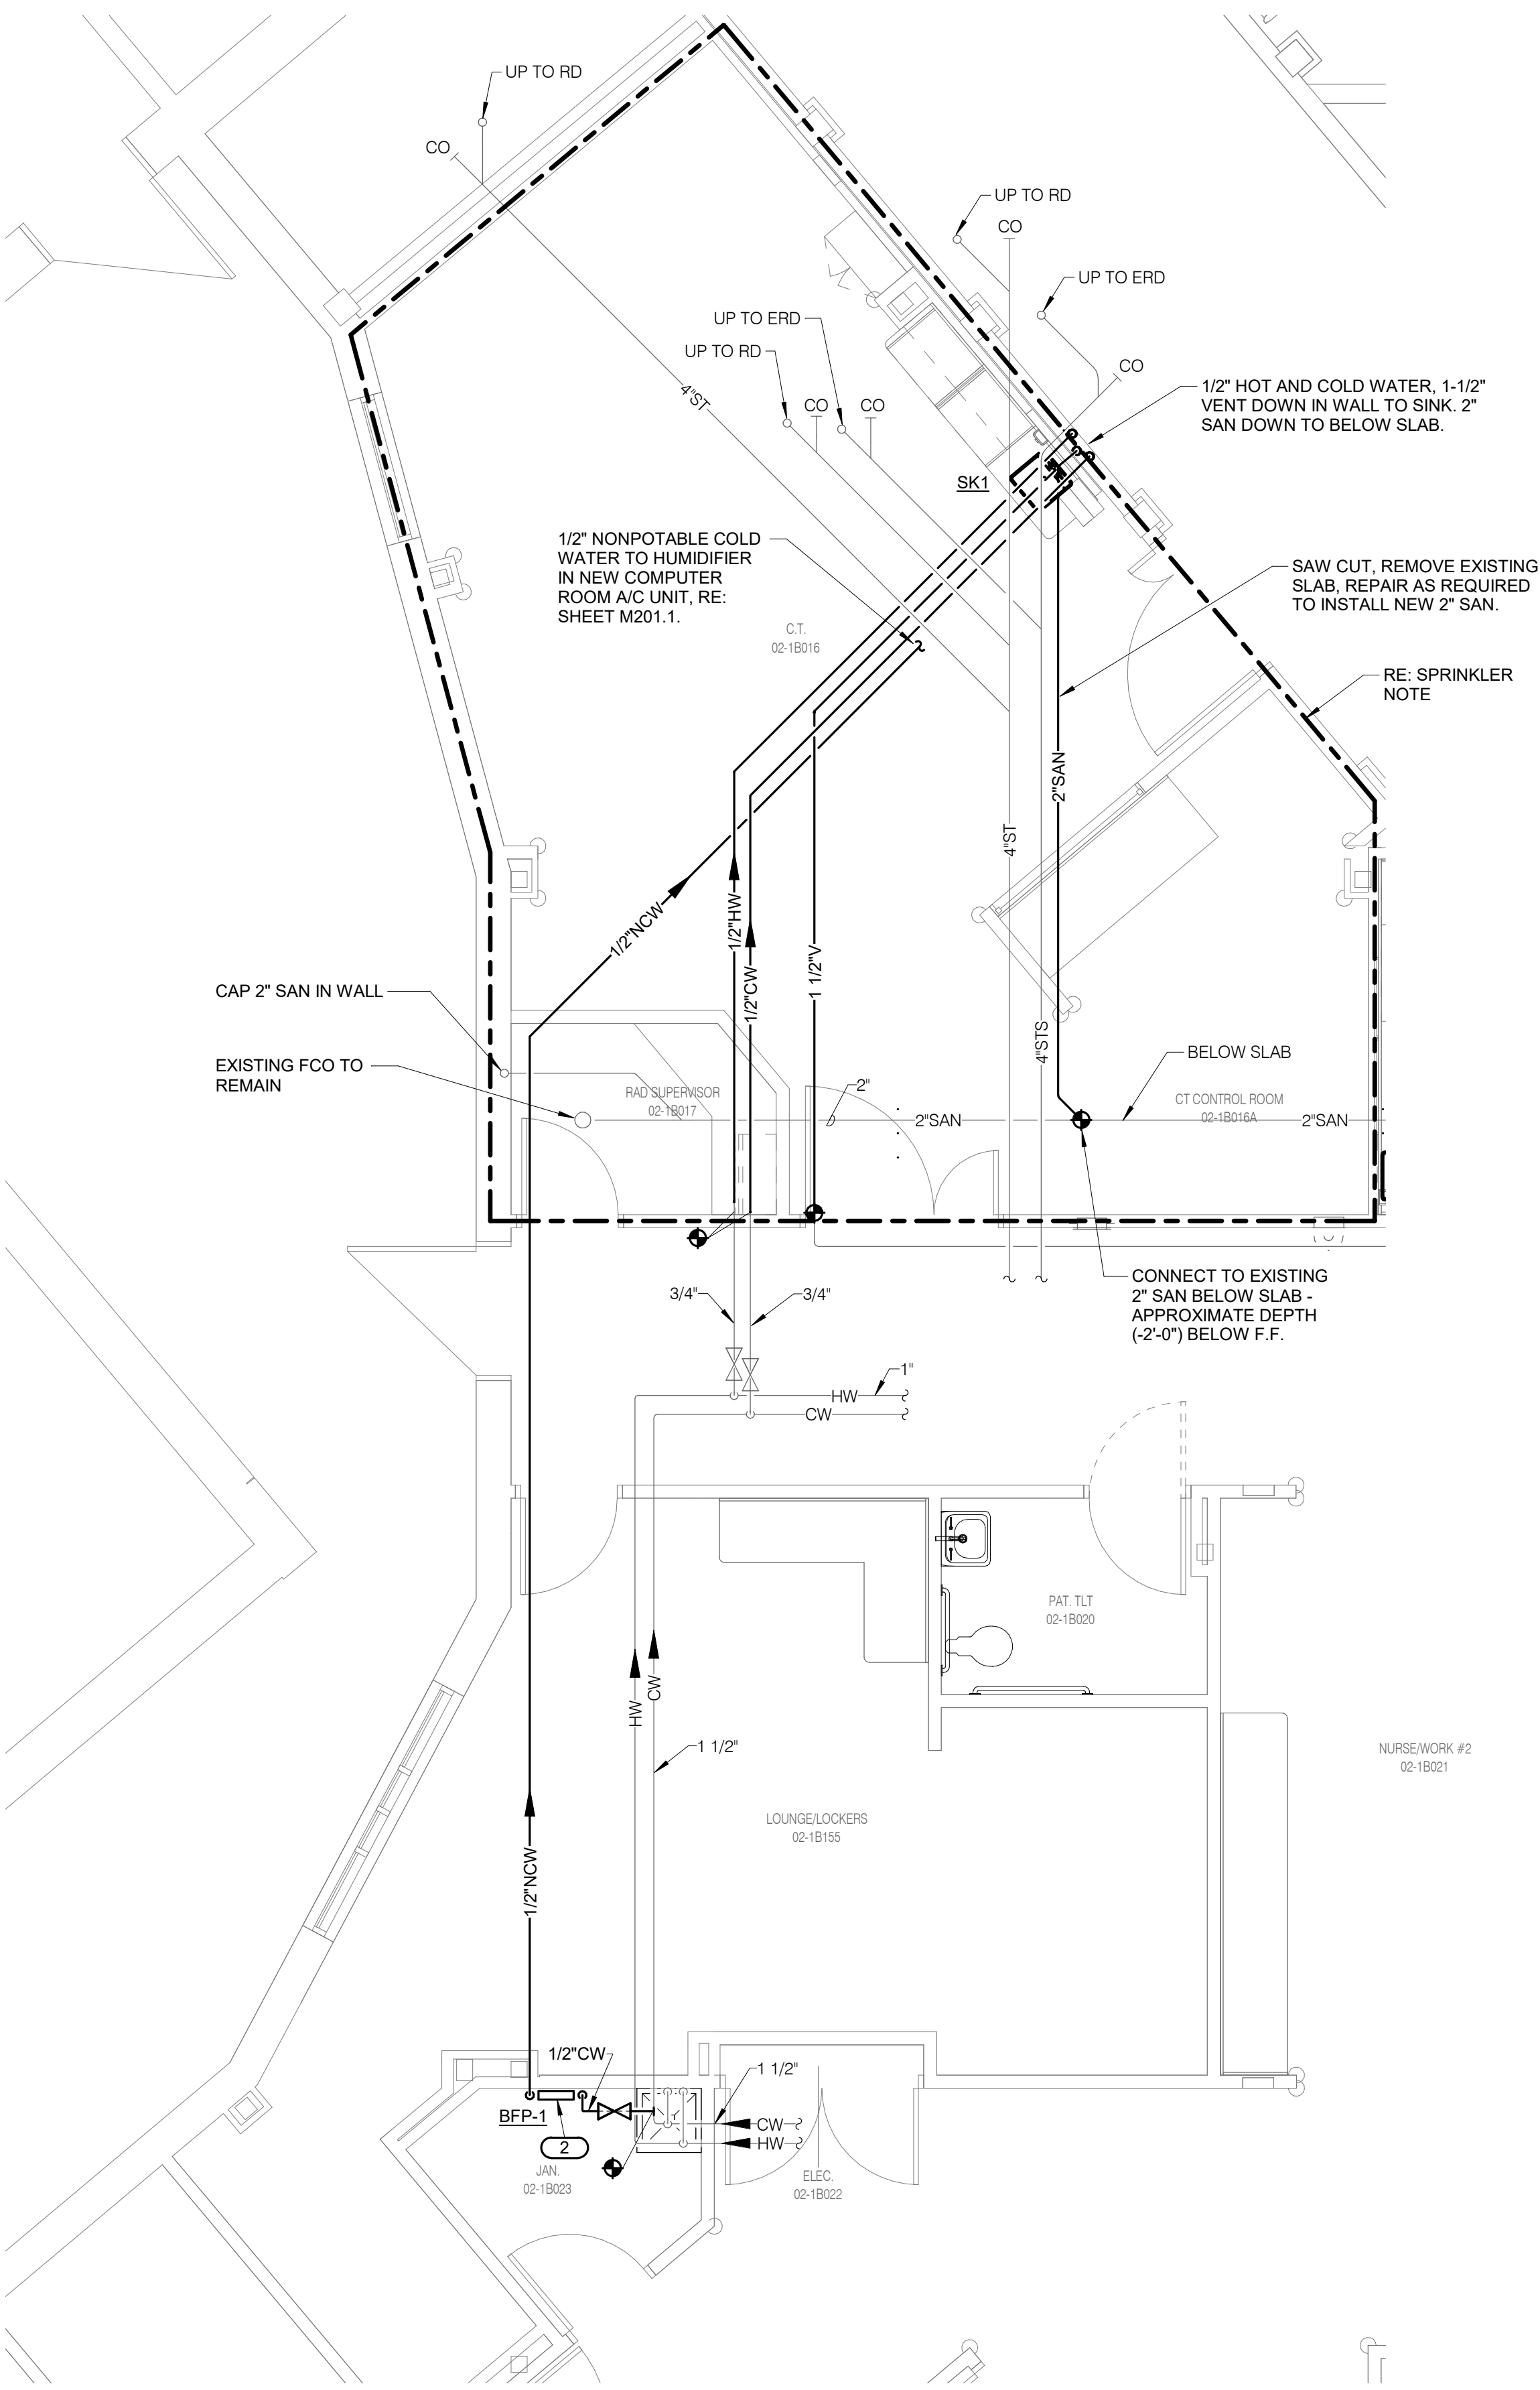 UP TO RD
CO
UP TO RD
CO
UP TO ERD
UP TO ERD
UP TO RD
CO
CO
CO
4"ST
1/2" HOT AND COLD WATER, 1-1/2"
VENT DOWN IN WALL TO SINK. 2"
SAN DOWN TO BELOW SLAB.
SK1
1/2" NONPOTABLE COLD
WATER TO HUMIDIFIER
IN NEW COMPUTER
ROOM A/C UNIT, RE:
SHEET M201.1.
SAW CUT, REMOVE EXISTING
SLAB, REPAIR AS REQUIRED
TO INSTALL NEW 2" SAN.
C.T.
02-1B016
RE: SPRINKLER
NOTE
2"SAN
4"ST
1/2"NCW
1/2"HW
1/2"CW
1 1/2"V
4"STS
CAP 2" SAN IN WALL
EXISTING FCO TO
REMAIN
RAD SUPERVISOR
02-1B017
2"
2"SAN
BELOW SLAB
CT CONTROL ROOM
02-1B016A
2"SAN
CONNECT TO EXISTING
2" SAN BELOW SLAB -
APPROXIMATE DEPTH
(-2'-0") BELOW F.F.
3/4"
3/4"
1"
HW
CW
PAT. TLT
02-1B020
HW
CW
1 1/2"
NURSE/WORK #2
02-1B021
LOUNGE/LOCKERS
02-1B155
1/2"NCW
1/2"CW
1 1/2"
BFP-1
CW
HW
2
JAN.
02-1B023
ELEC.
02-1B022